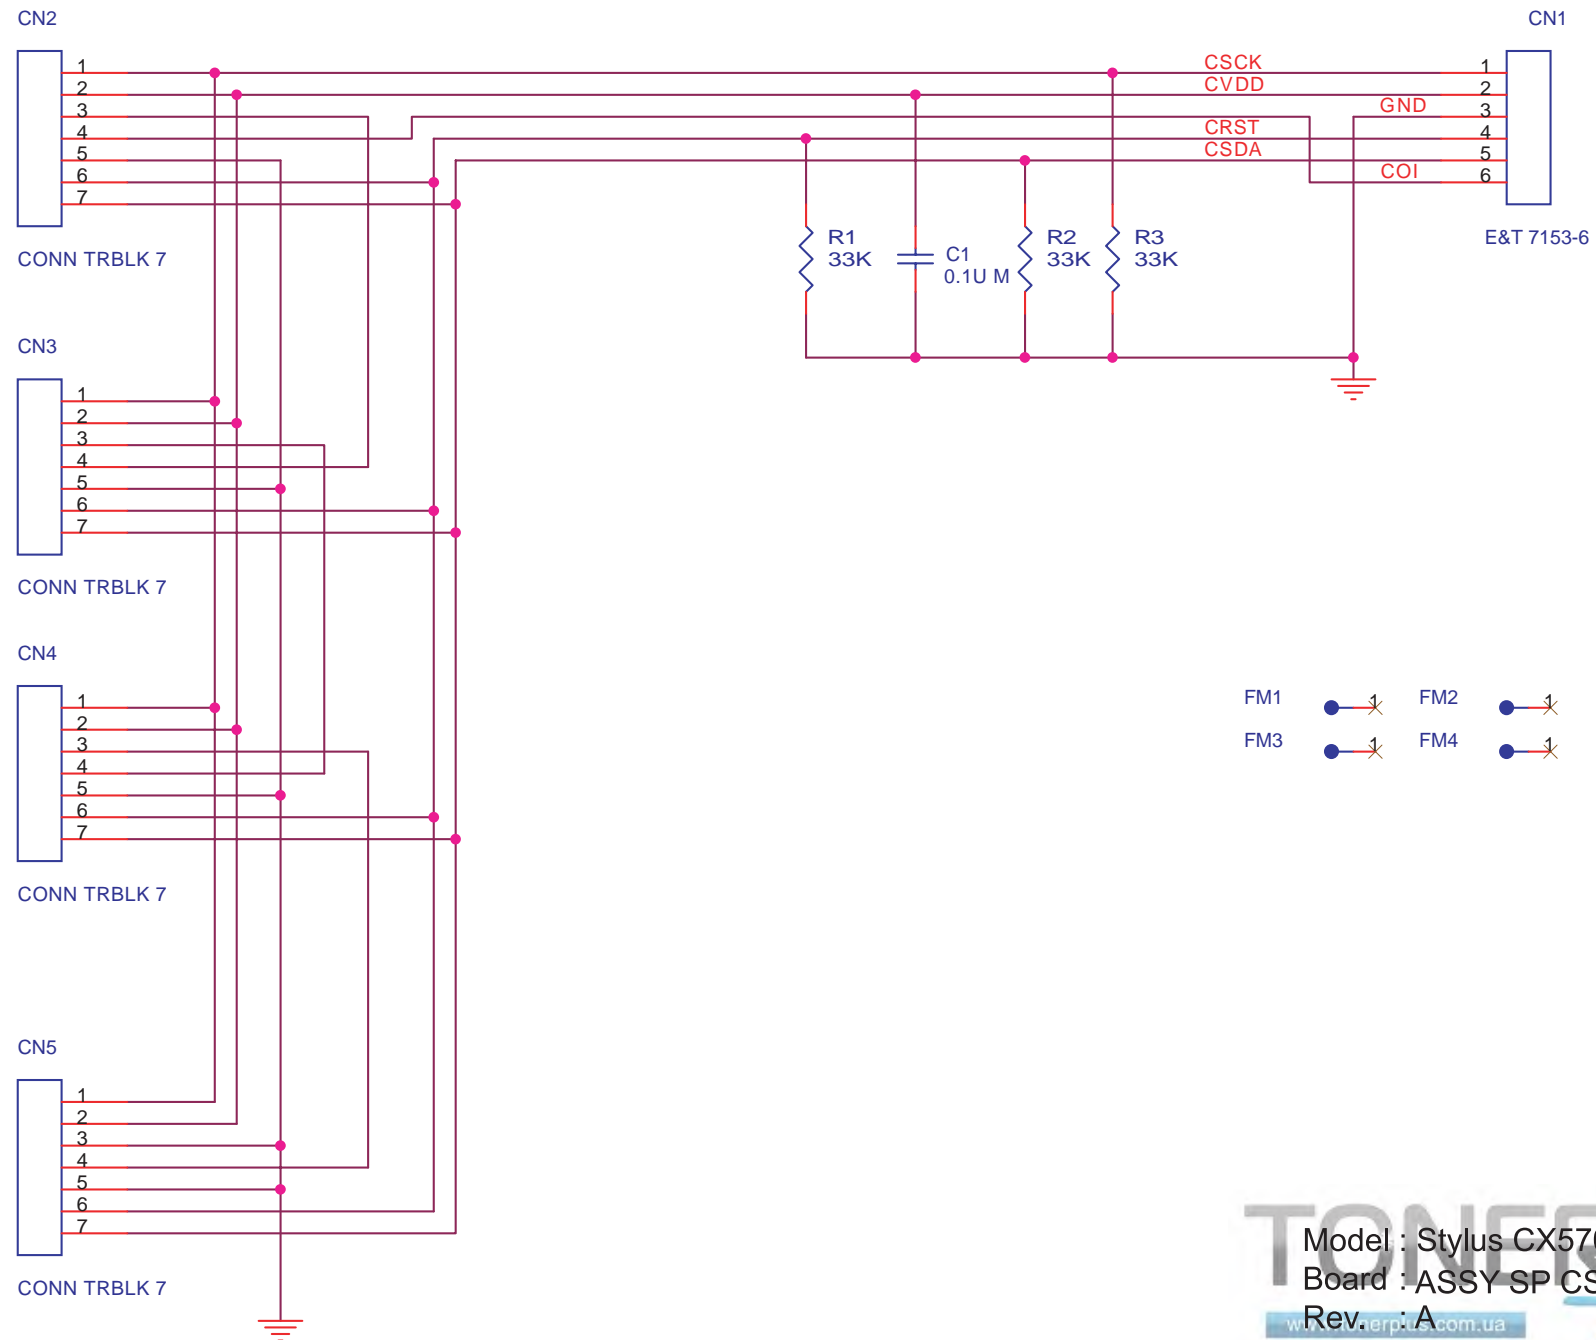 CN2
1
2
3
4
5
6
7
CONN TRBLK 7
CN3
1
2
3
4
5
6
7
CONN TRBLK 7
CN4
1
2
3
4
5
6
7
CONN TRBLK 7
CN5
1
2
3
4
5
6
7
CONN TRBLK 7
CSCK
CVDD
GND
CRST
CSDA
COI
CN1
1
2
3
4
5
6
E&T 7153-6
R1
33K
C1
0.1U M
R2
33K
R3
33K
FM1 1 FM2 1
FM3 1 FM4 1
TONER
Model : Stylus CX57
Board : ASSY SP CS
Rev. : A